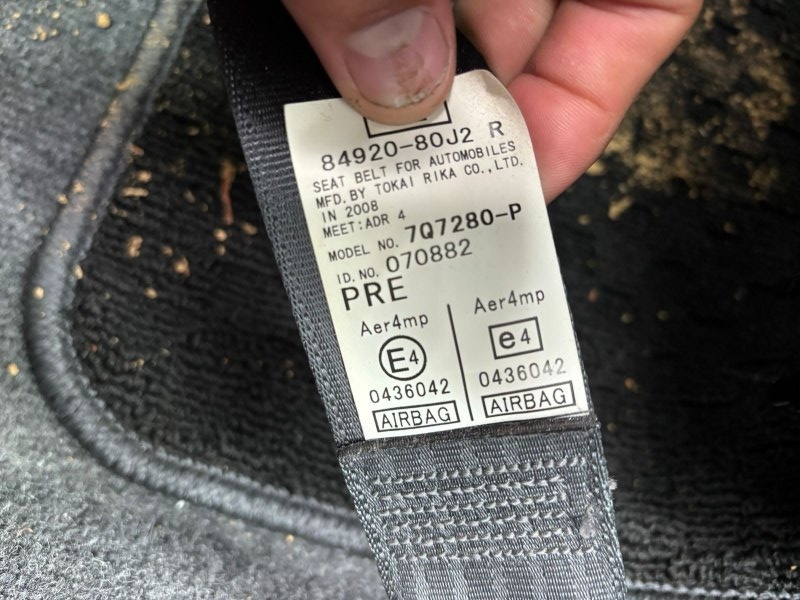 84920-80J2 R
SEAT BELT FOR AUTOMOBILES
MFD. BY TOKAI RIKA CO., LTD.
IN 2008
MEET:ADR 4
MODEL NO. 7Q7280-P
ID. NO. 070882
PRE
Aer4mp
E4
0436042
AIRBAG
Aer4mp
e4
0436042
AIRBAG